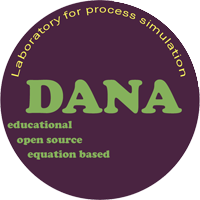 Laboratory for process simulation
DANA
educational
open source
equation based